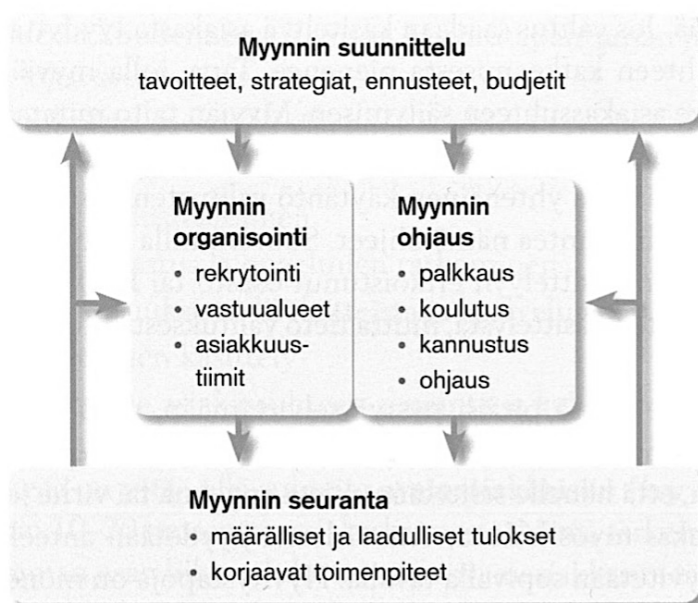 Myynnin suunnittelu
tavoitteet, strategiat, ennusteet, budjetit
Myynnin
organisointi
• rekrytointi
• vastuualueet
• asiakkuus-
tiimit
Myynnin
ohjaus
• palkkaus
• koulutus
• kannustus
• ohjaus
Myynnin seuranta
• määrälliset ja laadulliset tulokset
• korjaavat toimenpiteet